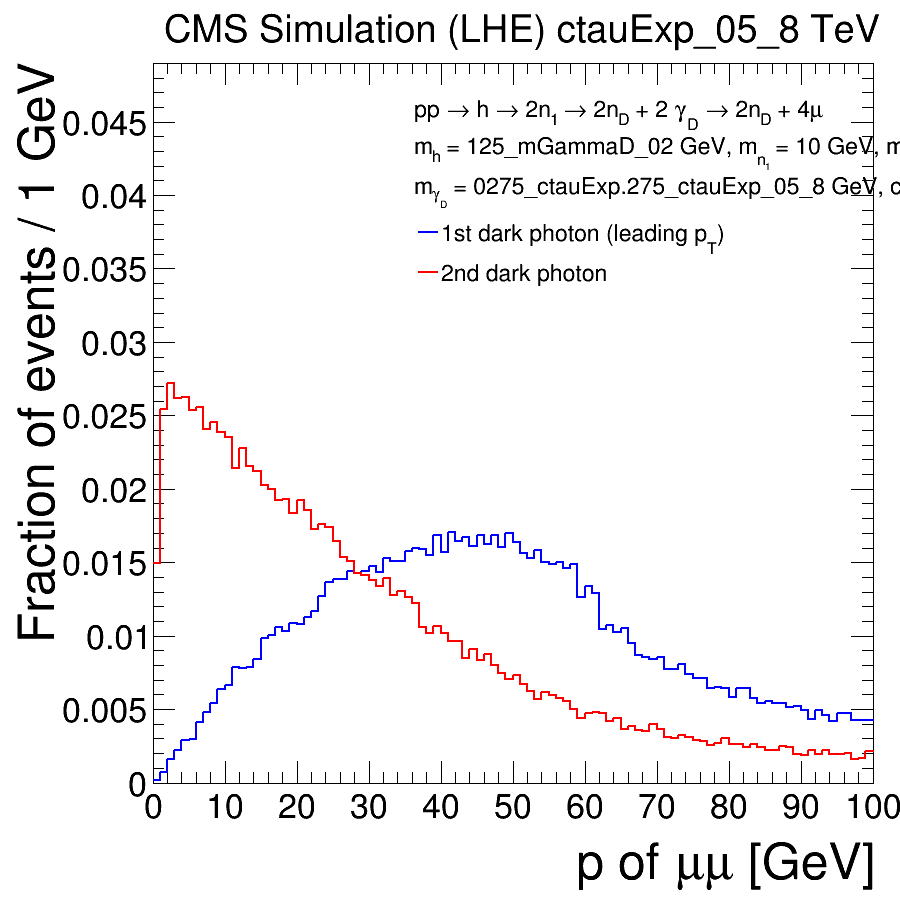 CMS Simulation (LHE) ctauExp_05_8 TeV
Fraction of events / 1 GeV
pp → h → 2n1 → 2nD + 2 γD → 2nD + 4μ
mh = 125_mGammaD_02 GeV, mn1 = 10 GeV, m
mγD = 0275_ctauExp.275_ctauExp_05_8 GeV, c
1st dark photon (leading pT)
2nd dark photon
0.045
0.04
0.035
0.03
0.025
0.02
0.015
0.01
0.005
0
0 10 20 30 40 50 60 70 80 90 100
p of μμ [GeV]